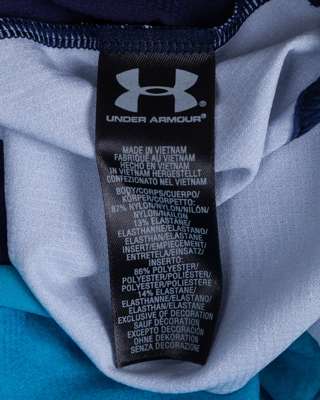 UNDER ARMOUR®
MADE IN VIETNAM
FABRIQUÉ AU VIETNAM
HECHO EN VIETNAM
IN VIETNAM HERGESTELLT
CONFEZIONATO NEL VIETNAM
BODY/CORPS/CUERPO/
KÖRPER/CORPETTO:
87% NYLON/NYLON/NILÓN/
NYLON/NAILON
13% ELASTANE/
ELASTHANNE/ELASTANO/
ELASTHAN/ELASTAN
INSERT/EMPIECEMENT/
ENTRETELA/EINSATZ/
INSERTO:
86% POLYESTER/
POLYESTER/POLIÉSTER/
POLYESTER/POLIESTERE
14% ELASTANE/
ELASTHANNE/ELASTANO/
ELASTHAN/ELASTAN
EXCLUSIVE OF DECORATION
SAUF DÉCORATION
EXCEPTO DECORACIÓN
OHNE DEKORATION
SENZA DECORAZIONI